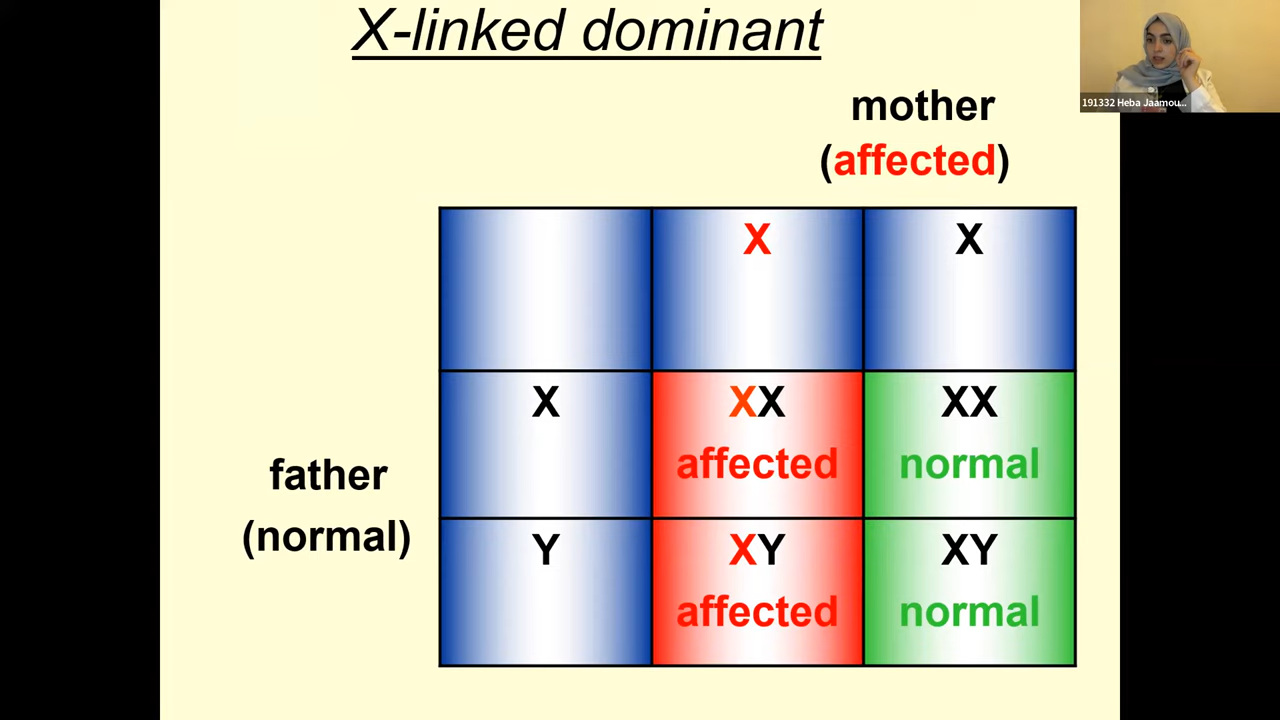 X-linked dominant
191332 Heba Jaamou...
mother
(affected)
X X
X XX XX
affected normal
father
(normal)
Y XY XY
affected normal